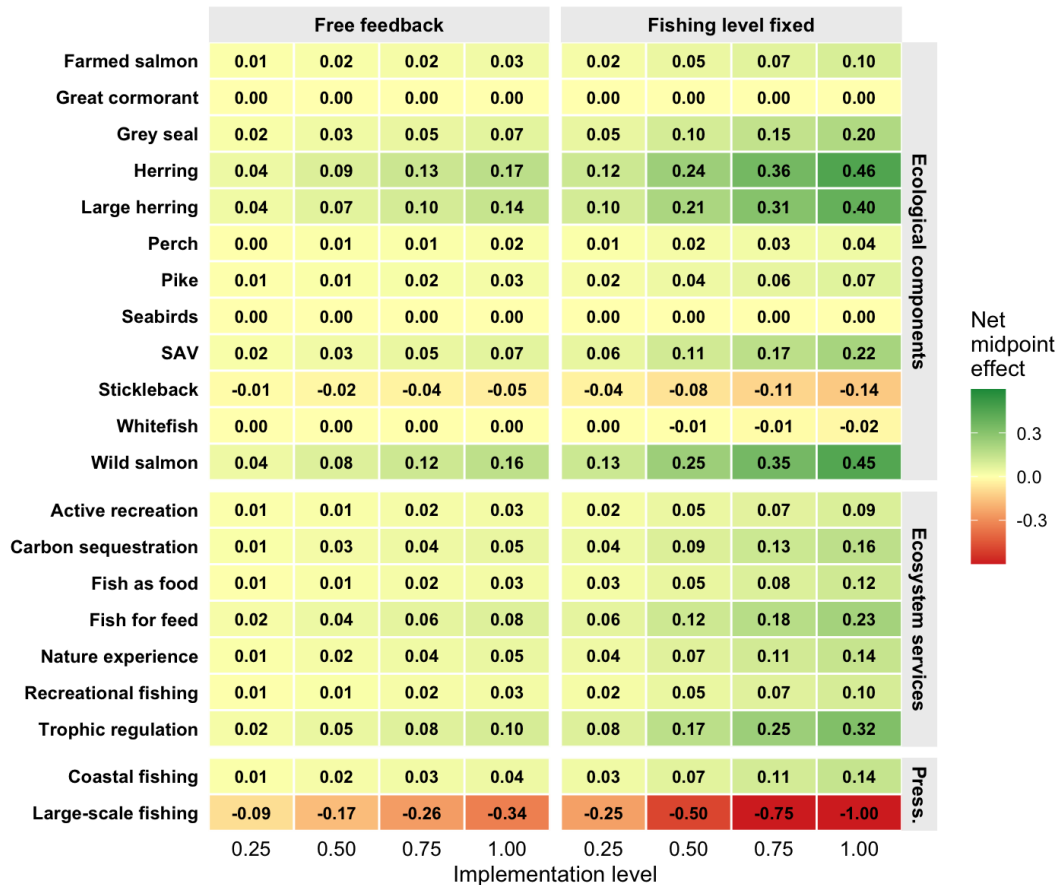 Free feedback Fishing level fixed
Farmed salmon 0.01 0.02 0.02 0.03 0.02 0.05 0.07 0.10
Great cormorant 0.00 0.00 0.00 0.00 0.00 0.00 0.00 0.00
Grey seal 0.02 0.03 0.05 0.07 0.05 0.10 0.15 0.20
Herring 0.04 0.09 0.13 0.17 0.12 0.24 0.36 0.46
Large herring 0.04 0.07 0.10 0.14 0.10 0.21 0.31 0.40
Perch 0.00 0.01 0.01 0.02 0.01 0.02 0.03 0.04
Pike 0.01 0.01 0.02 0.03 0.02 0.04 0.06 0.07
Seabirds 0.00 0.00 0.00 0.00 0.00 0.00 0.00 0.00
SAV 0.02 0.03 0.05 0.07 0.06 0.11 0.17 0.22
Stickleback -0.01 -0.02 -0.04 -0.05 -0.04 -0.08 -0.11 -0.14
Whitefish 0.00 0.00 0.00 0.00 0.00 -0.01 -0.01 -0.02
Wild salmon 0.04 0.08 0.12 0.16 0.13 0.25 0.35 0.45
Ecological components
Active recreation 0.01 0.01 0.02 0.03 0.02 0.05 0.07 0.09
Carbon sequestration 0.01 0.03 0.04 0.05 0.04 0.09 0.13 0.16
Fish as food 0.01 0.01 0.02 0.03 0.03 0.05 0.08 0.12
Fish for feed 0.02 0.04 0.06 0.08 0.06 0.12 0.18 0.23
Nature experience 0.01 0.02 0.04 0.05 0.04 0.07 0.11 0.14
Recreational fishing 0.01 0.01 0.02 0.03 0.02 0.05 0.07 0.10
Trophic regulation 0.02 0.05 0.08 0.10 0.08 0.17 0.25 0.32
Ecosystem services
Coastal fishing 0.01 0.02 0.03 0.04 0.03 0.07 0.11 0.14
Large-scale fishing -0.09 -0.17 -0.26 -0.34 -0.25 -0.50 -0.75 -1.00
Press.
0.25 0.50 0.75 1.00 0.25 0.50 0.75 1.00
Implementation level
Net
midpoint
effect
0.3
0.0
-0.3